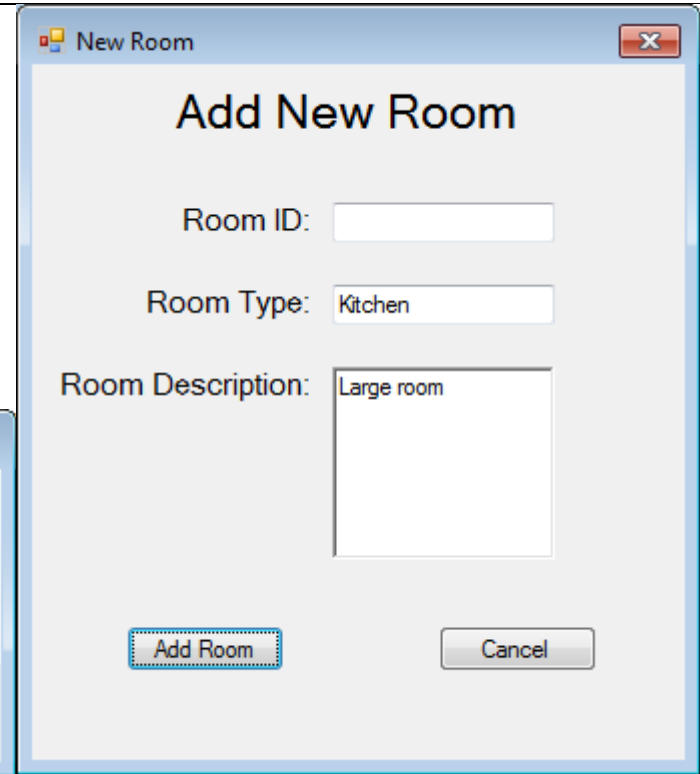 New Room
Add New Room
Room ID:
Room Type: Kitchen
Room Description: Large room
Add Room Cancel